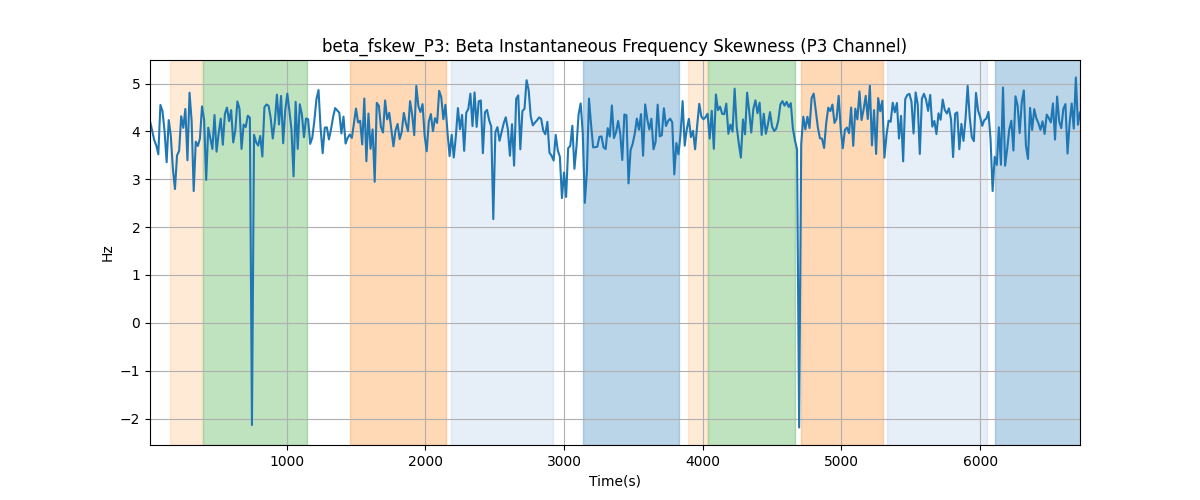 beta_fskew_P3: Beta Instantaneous Frequency Skewness (P3 Channel)
5
4
3
2
1
0
−1
−2
Hz
1000 2000 3000 4000 5000 6000
Time(s)